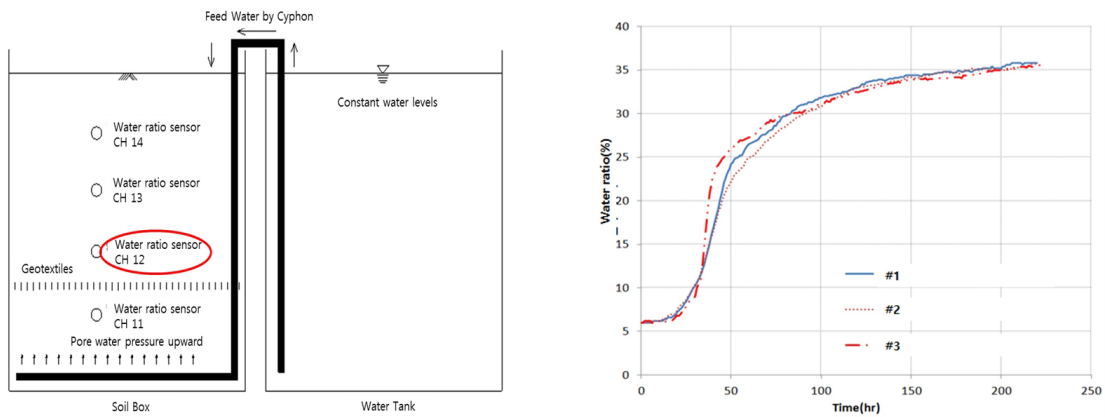 Feed Water by Cyphon
Constant water levels
Water ratio sensor
CH 14
Water ratio sensor
CH 13
Water ratio sensor
CH 12
Geotextiles
Water ratio sensor
CH 11
Pore water pressure upward
Soil Box
Water Tank
40
35
30
25
20
15
10
5
0
Water ratio(%)
#1
#2
#3
0
50
100
150
200
250
Time(hr)